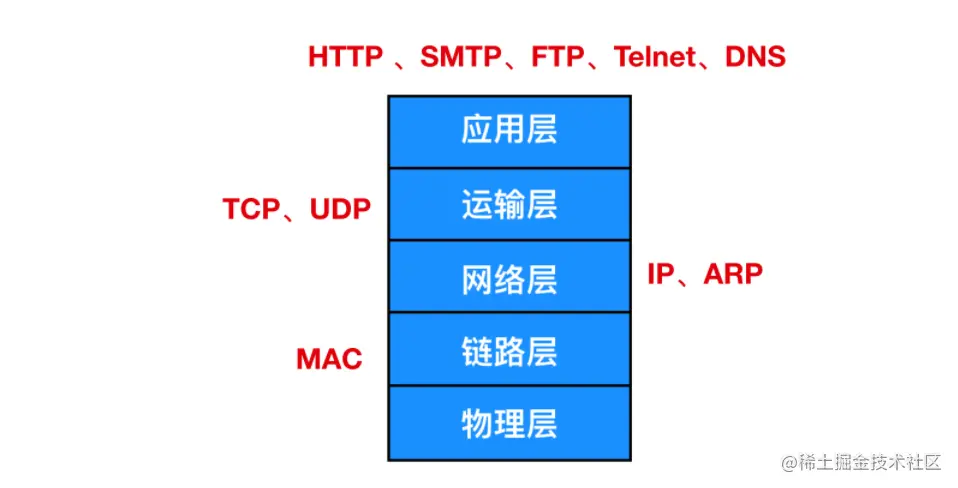 HTTP 、SMTP、FTP、Telnet、DNS
应用层
TCP、UDP
运输层
网络层
IP、ARP
MAC
链路层
物理层
@稀土掘金技术社区